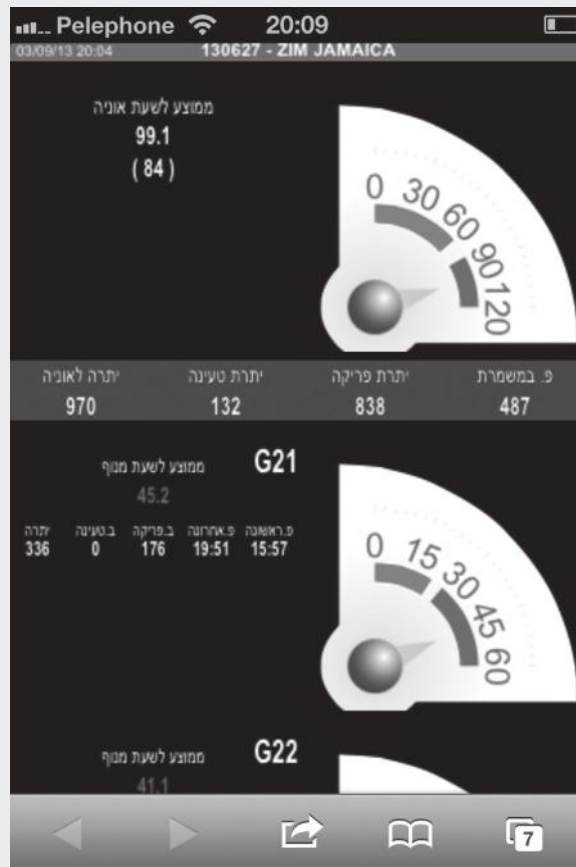 Pelephone 20:09
03/09/13 20:04 130627 - ZIM JAMAICA
ממוצע לשעת אוניה
99.1
( 84 )
0 30 60 90 120
פ. במשמרת יתרת פריקה יתרת טעינה יתרה לאוניה
487 838 132 970
G21 ממוצע לשעת מנוף
45.2
פ.ראשונה פ.אחרונה ב.פריקה ב.טעינה יתרה
15:57 19:51 176 0 336
0 15 30 45 60
G22 ממוצע לשעת מנוף
41.1
7